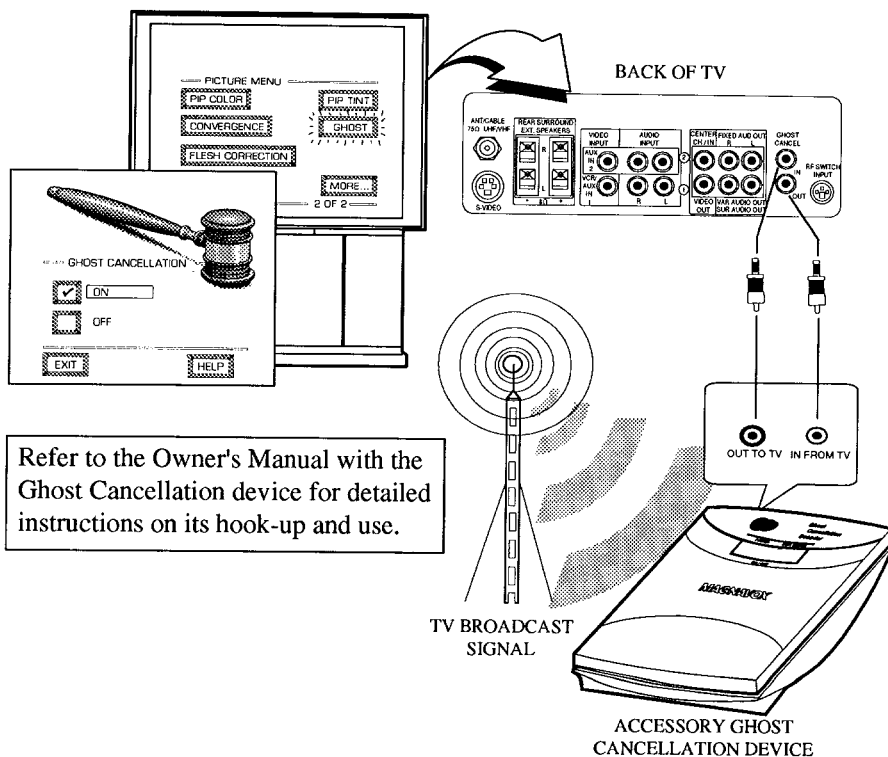 PICTURE MENU
PIP COLOR
PIP TINT
CONVERGENCE
GHOST
FLESH CORRECTION
MORE...
2 OF 2
GHOST CANCELLATION
ON
OFF
EXIT
HELP
BACK OF TV
ANT/CABLE
75Ω UHF/VHF
S-VIDEO
REAR SURROUND
EXT. SPEAKERS
R
L
VIDEO
INPUT
AUX
IN
2
VCR/
AUX
IN
1
AUDIO
INPUT
R
L
2
1
CENTER
CH/IN
FIXED AUD OUT
R
L
VIDEO
OUT
VAR AUDIO OUT
SUR AUDIO OUT
GHOST
CANCEL
IN
OUT
RF SWITCH
INPUT
OUT TO TV
IN FROM TV
Refer to the Owner's Manual with the
Ghost Cancellation device for detailed
instructions on its hook-up and use.
TV BROADCAST
SIGNAL
MAGNAVOX
ACCESSORY GHOST
CANCELLATION DEVICE